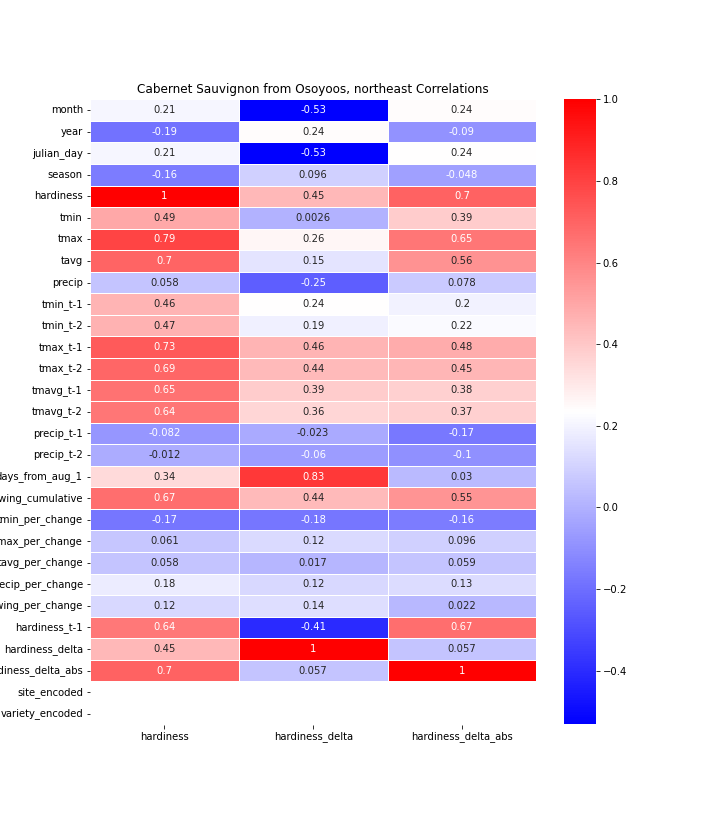 Cabernet Sauvignon from Osoyoos, northeast Correlations
month 0.21 -0.53 0.24
year -0.19 0.24 -0.09
julian_day 0.21 -0.53 0.24
season -0.16 0.096 -0.048
hardiness 1 0.45 0.7
tmin 0.49 0.0026 0.39
tmax 0.79 0.26 0.65
tavg 0.7 0.15 0.56
precip 0.058 -0.25 0.078
tmin_t-1 0.46 0.24 0.2
tmin_t-2 0.47 0.19 0.22
tmax_t-1 0.73 0.46 0.48
tmax_t-2 0.69 0.44 0.45
tmavg_t-1 0.65 0.39 0.38
tmavg_t-2 0.64 0.36 0.37
precip_t-1 -0.082 -0.023 -0.17
precip_t-2 -0.012 -0.06 -0.1
days_from_aug_1 0.34 0.83 0.03
wing_cumulative 0.67 0.44 0.55
tmin_per_change -0.17 -0.18 -0.16
max_per_change 0.061 0.12 0.096
tavg_per_change 0.058 0.017 0.059
ecip_per_change 0.18 0.12 0.13
wing_per_change 0.12 0.14 0.022
hardiness_t-1 0.64 -0.41 0.67
hardiness_delta 0.45 1 0.057
diness_delta_abs 0.7 0.057 1
site_encoded
variety_encoded
hardiness hardiness_delta hardiness_delta_abs
1.0
0.8
0.6
0.4
0.2
0.0
−0.2
−0.4